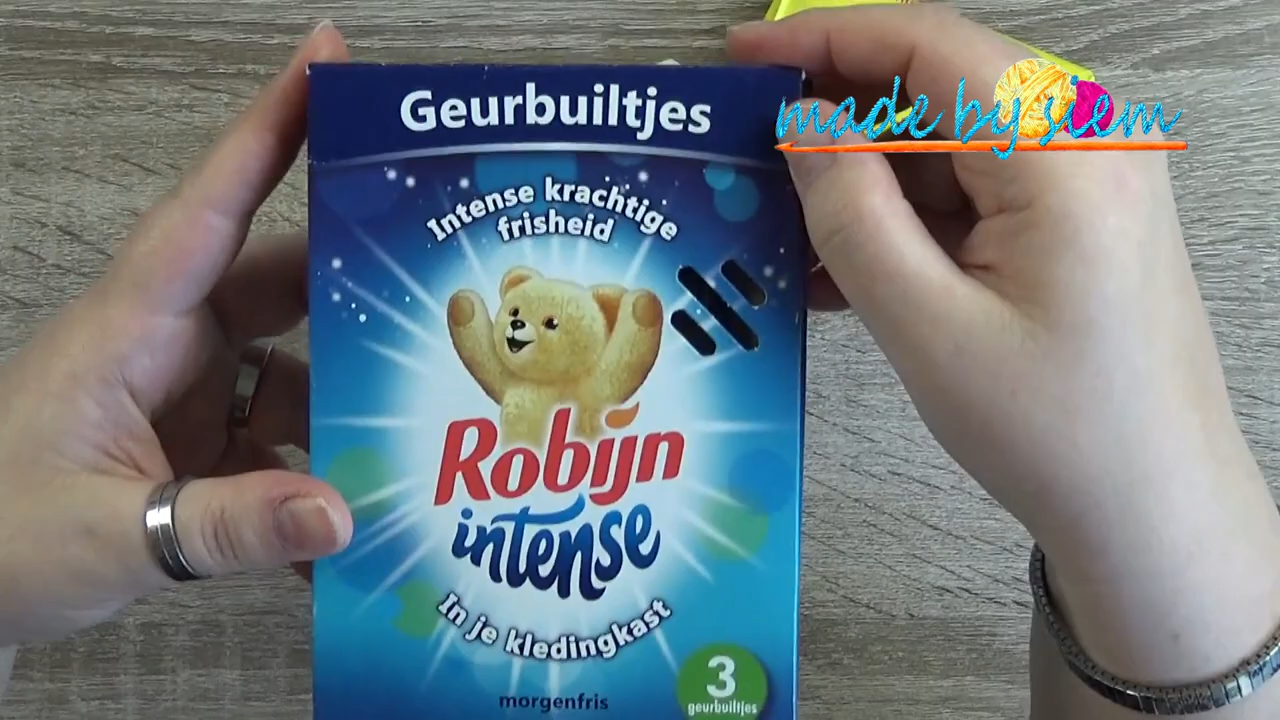 Geurbuiltjes
made by siem
Intense krachtige
frisheid
Robijn
intense
In je kledingkast
morgenfris
3
geurbuiltjes